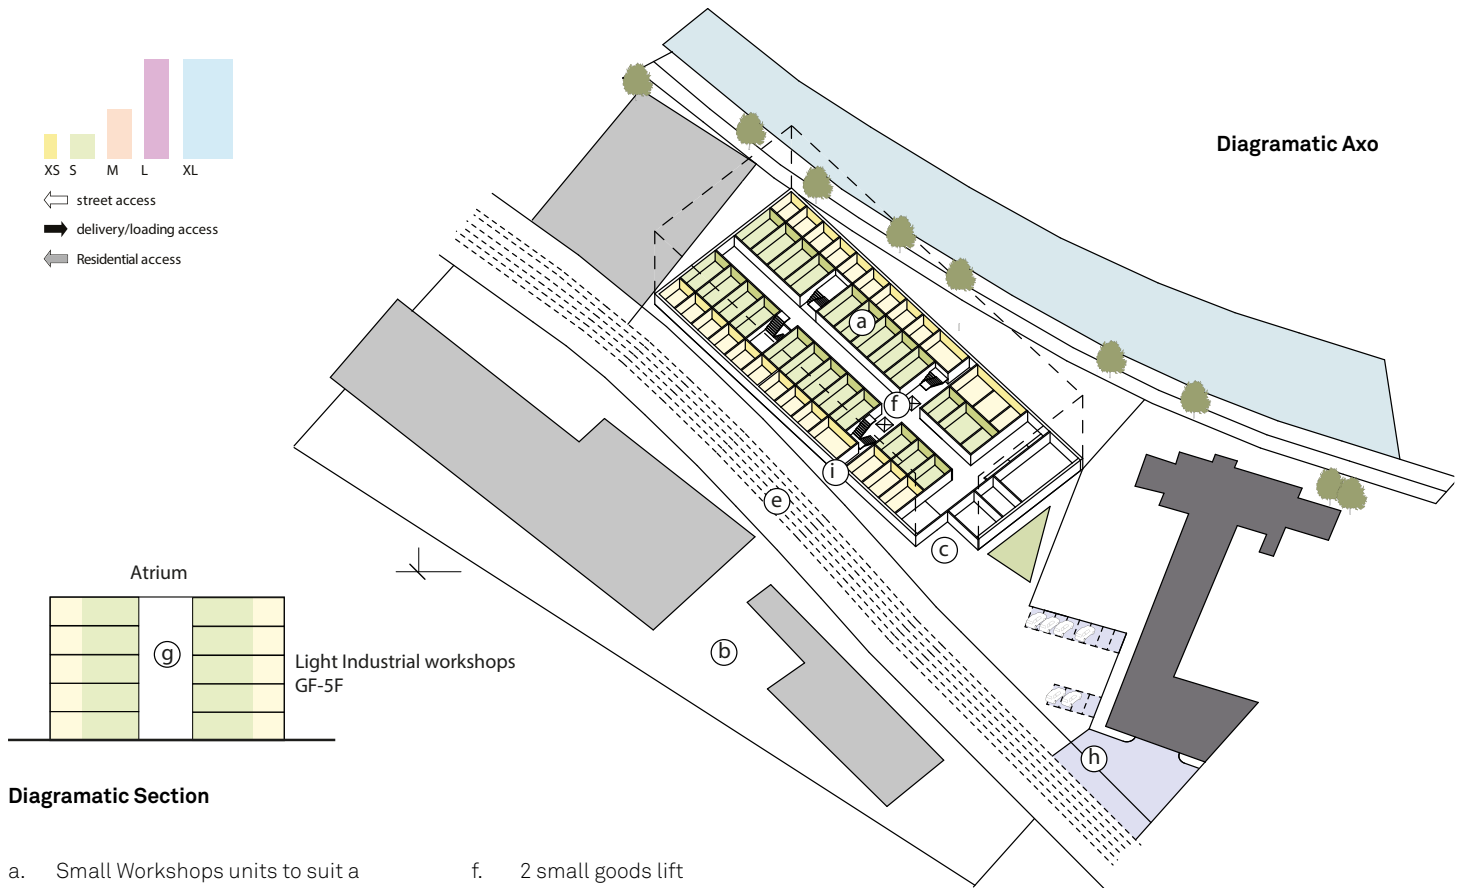 Diagramatic Axo
XS S M L XL
street access
delivery/loading access
Residential access
a
f
i
e
c
b
h
Atrium
g
Light Industrial workshops
GF-5F
Diagramatic Section
a. Small Workshops units to suit a
f. 2 small goods lift